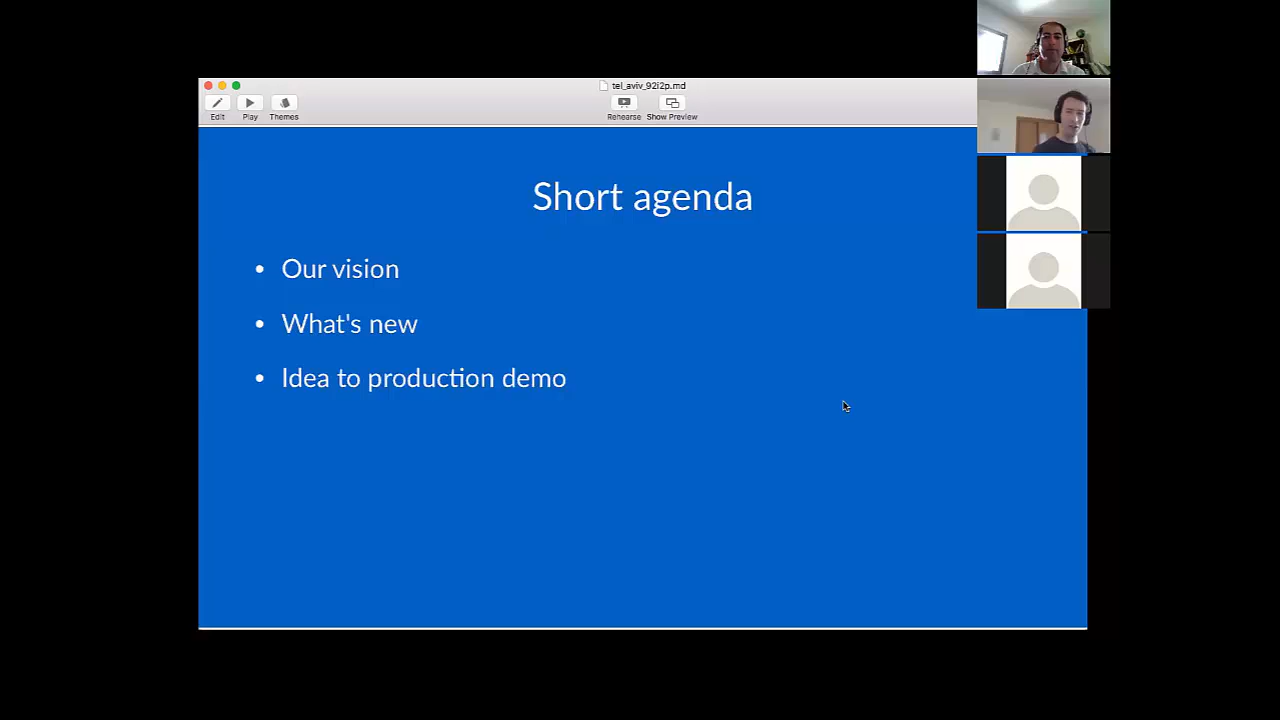 tel_aviv_92i2p.md
Edit Play Themes Rehearse Show Preview
Short agenda
• Our vision
• What's new
• Idea to production demo